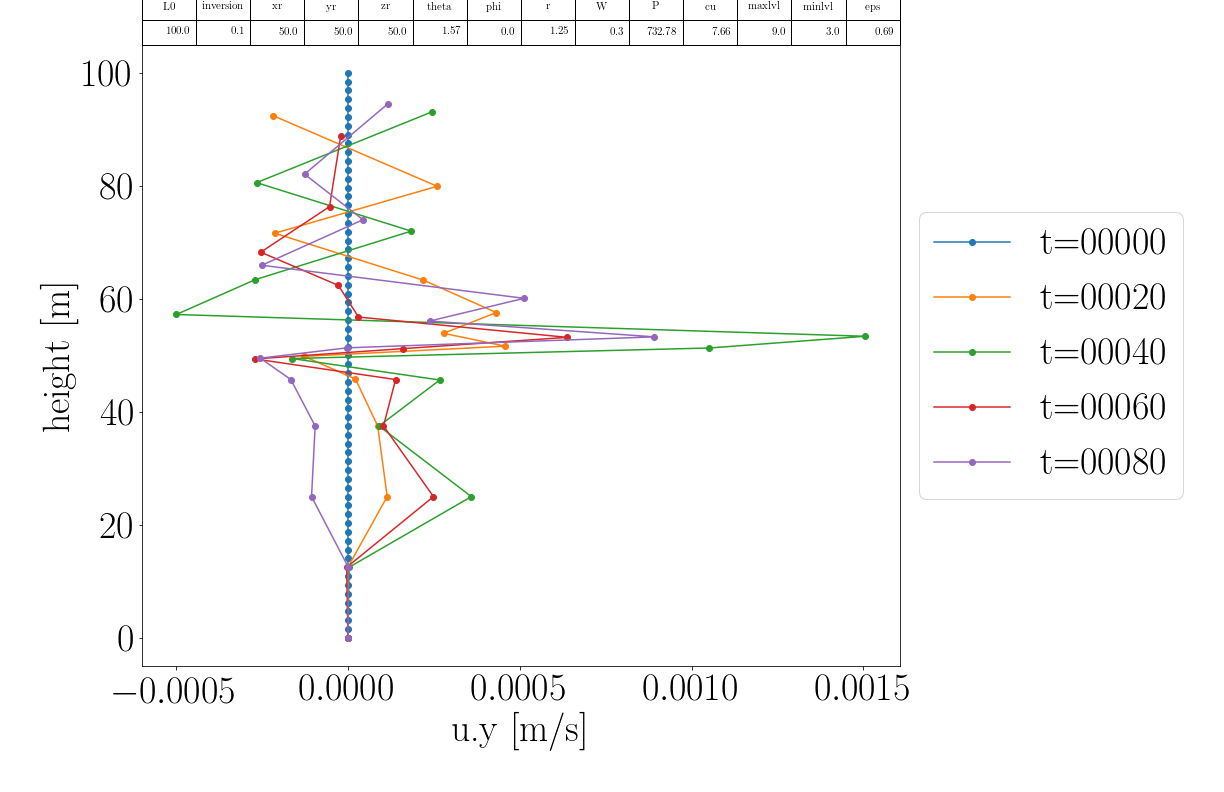 L0 inversion xr yr zr theta phi r W P cu maxlvl minlvl eps
100.0 0.1 50.0 50.0 50.0 1.57 0.0 1.25 0.3 732.78 7.66 9.0 3.0 0.69
100
80
60
40
20
0
height [m]
−0.0005 0.0000 0.0005 0.0010 0.0015
u.y [m/s]
t=00000
t=00020
t=00040
t=00060
t=00080